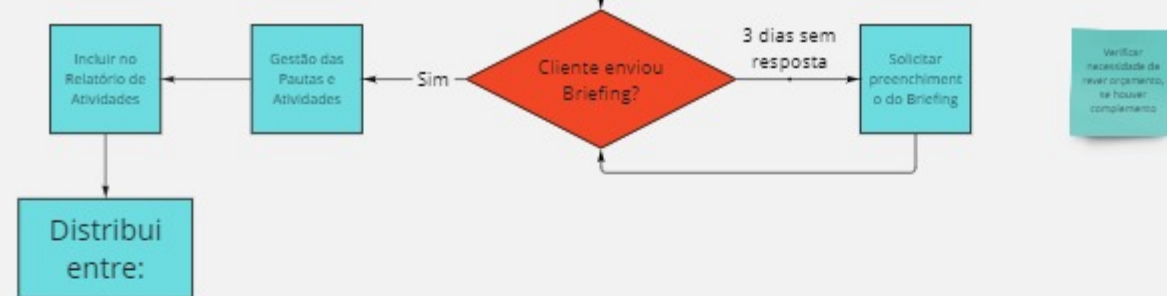 Incluir no
Relatório de
Atividades
Gestão das
Pautas e
Atividades
Sim
Cliente enviou
Briefing?
3 dias sem
resposta
Solicitar
preenchiment
o do Briefing
Verificar
necessidade de
rever orçamento,
se houver
complemento
Distribui
entre: